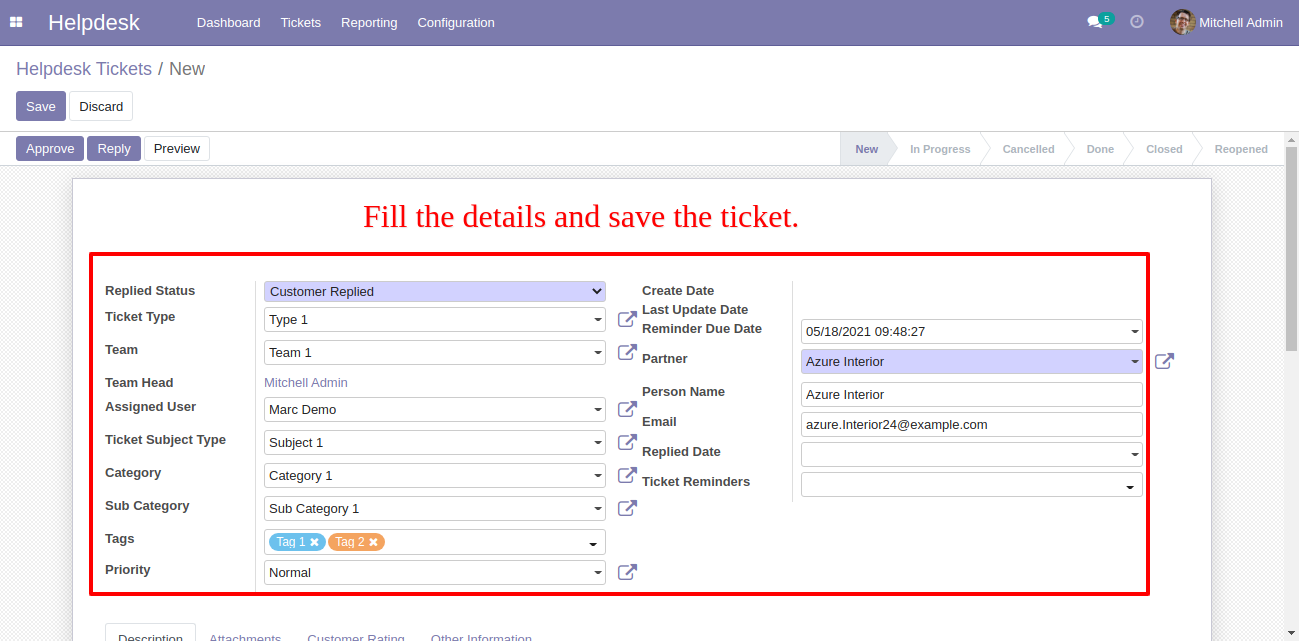 Helpdesk Dashboard Tickets Reporting Configuration 5 Mitchell Admin
Helpdesk Tickets / New
Save Discard
Approve Reply Preview New In Progress Cancelled Done Closed Reopened
Fill the details and save the ticket.
Replied Status Customer Replied
Ticket Type Type 1
Team Team 1
Team Head Mitchell Admin
Assigned User Marc Demo
Ticket Subject Type Subject 1
Category Category 1
Sub Category Sub Category 1
Tags Tag 1 Tag 2
Priority Normal
Create Date
Last Update Date
Reminder Due Date 05/18/2021 09:48:27
Partner Azure Interior
Person Name Azure Interior
Email azure.Interior24@example.com
Replied Date
Ticket Reminders
Description Attachments Customer Rating Other Information